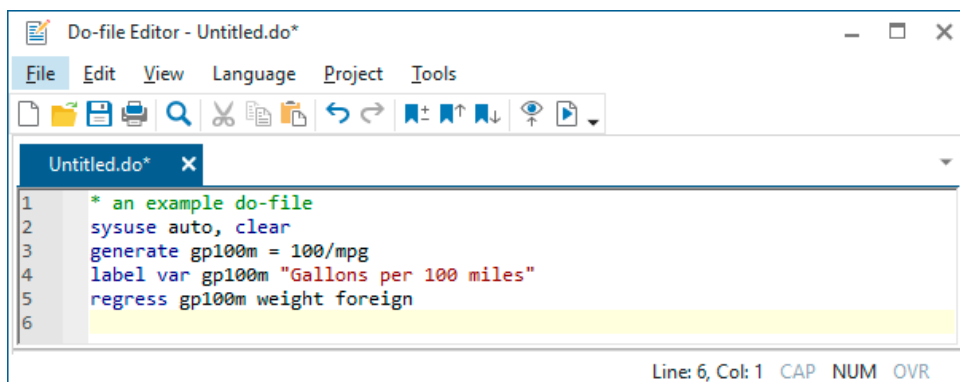 Do-file Editor - Untitled.do*
File Edit View Language Project Tools
Untitled.do*
1 * an example do-file
2 sysuse auto, clear
3 generate gp100m = 100/mpg
4 label var gp100m "Gallons per 100 miles"
5 regress gp100m weight foreign
6
Line: 6, Col: 1 CAP NUM OVR